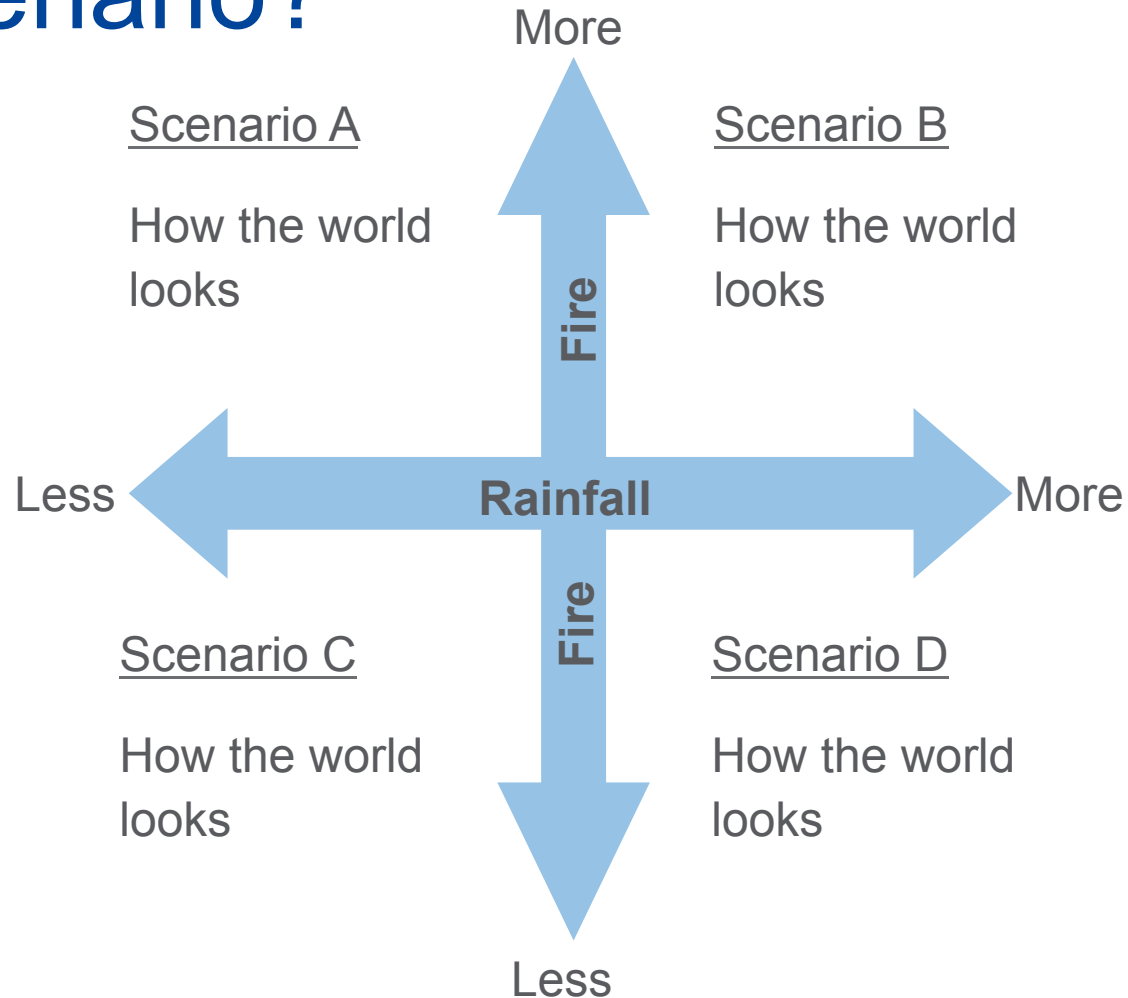 More
Scenario A
Scenario B
How the world
looks
How the world
looks
Fire
Less
Rainfall
More
Fire
Scenario C
Scenario D
How the world
looks
How the world
looks
Less